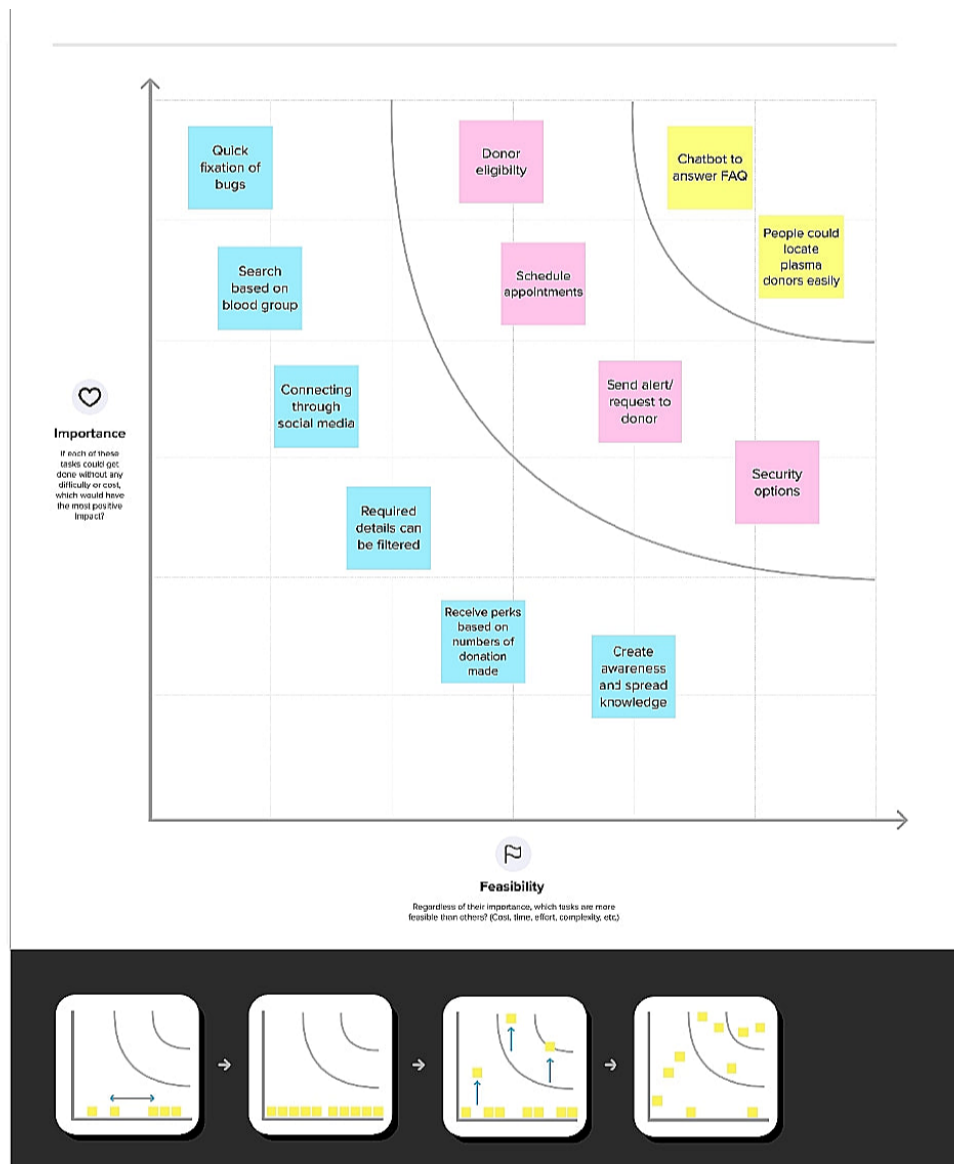 Quick
fixation of
bugs
Donor
eligibilty
Chatbot to
answer FAQ
People could
locate
plasma
donors easily
Search
based on
blood group
Schedule
appointments
Connecting
through
social media
Send alert/
request to
donor
Security
options
Required
details can
be filtered
Receive perks
based on
numbers of
donation
made
Create
awareness
and spread
knowledge
Importance
If each of these
tasks could get
done without any
difficulty or cost,
which would have
the most positive
impact?
Feasibility
Regardless of their importance, which tasks are more
feasible than others? (Cost, time, effort, complexity, etc.)